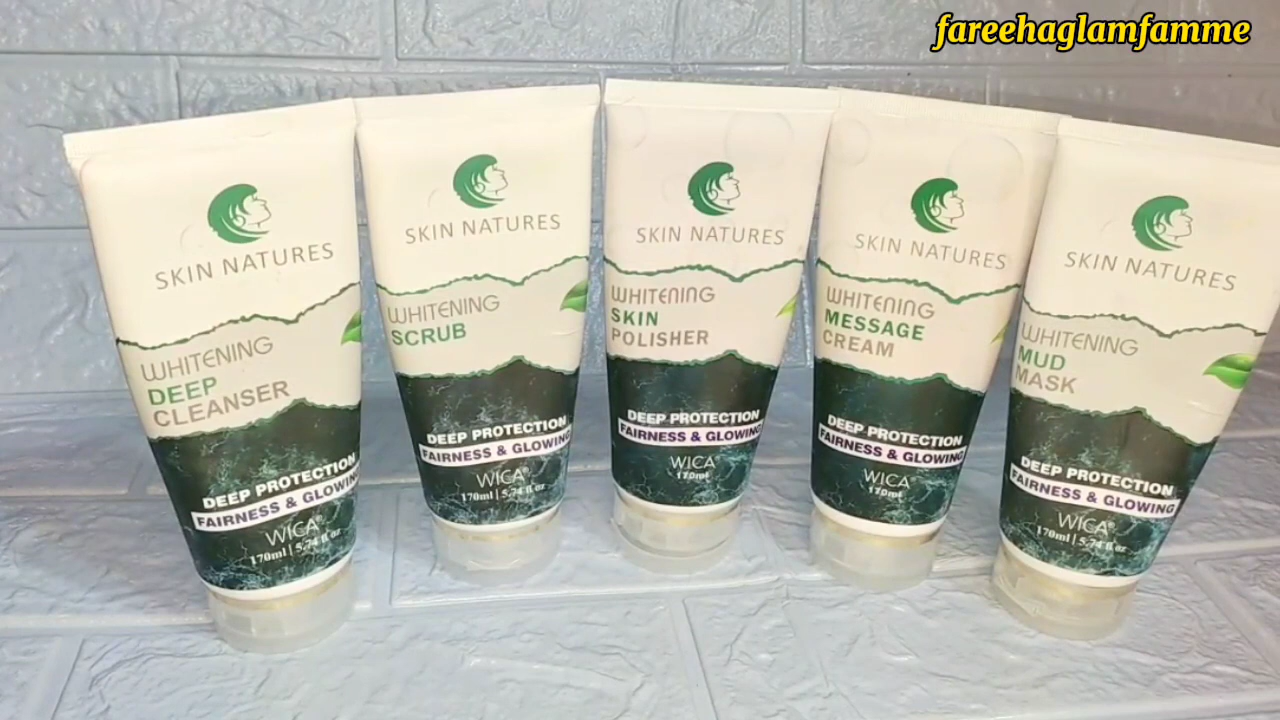 fareehaglamfamme
SKIN NATURES
WHITENING
DEEP
CLEANSER
DEEP PROTECTION
FAIRNESS & GLOWING
WICA®
170ml | 5.74 fl oz
SKIN NATURES
WHITENING
SCRUB
DEEP PROTECTION
FAIRNESS & GLOWING
WICA®
170ml | 5.74 fl oz
SKIN NATURES
WHITENING
SKIN
POLISHER
DEEP PROTECTION
FAIRNESS & GLOWING
WICA®
170ml
SKIN NATURES
WHITENING
MESSAGE
CREAM
DEEP PROTECTION
FAIRNESS & GLOWING
WICA
170ml
SKIN NATURES
WHITENING
MUD
MASK
DEEP PROTECTION
FAIRNESS & GLOWING
WICA®
170ml | 5.74 fl oz